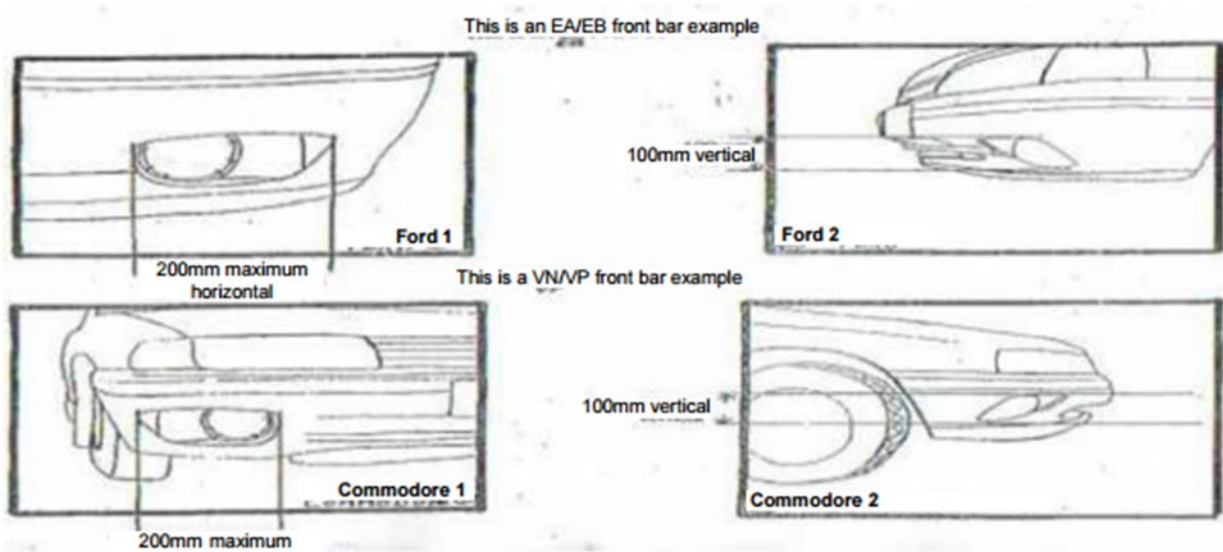 This is an EA/EB front bar example
100mm vertical
Ford 1
Ford 2
200mm maximum
horizontal
This is a VN/VP front bar example
100mm vertical
Commodore 1
Commodore 2
200mm maximum